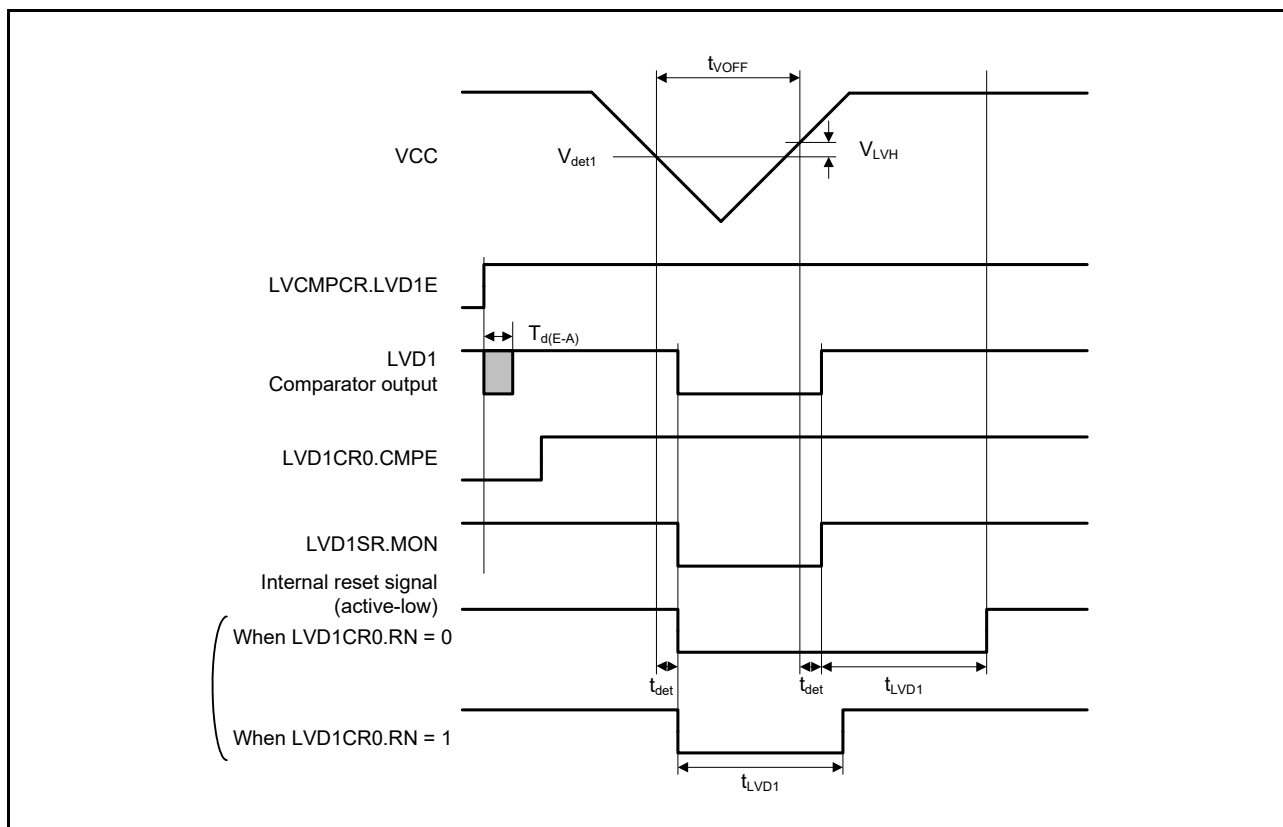 tVOFF
VCC
Vdet1
VLVH
LVCMPCR.LVD1E
Td(E-A)
LVD1
Comparator output
LVD1CR0.CMPE
LVD1SR.MON
Internal reset signal
(active-low)
When LVD1CR0.RN = 0
tdet
tdet
tLVD1
When LVD1CR0.RN = 1
tLVD1